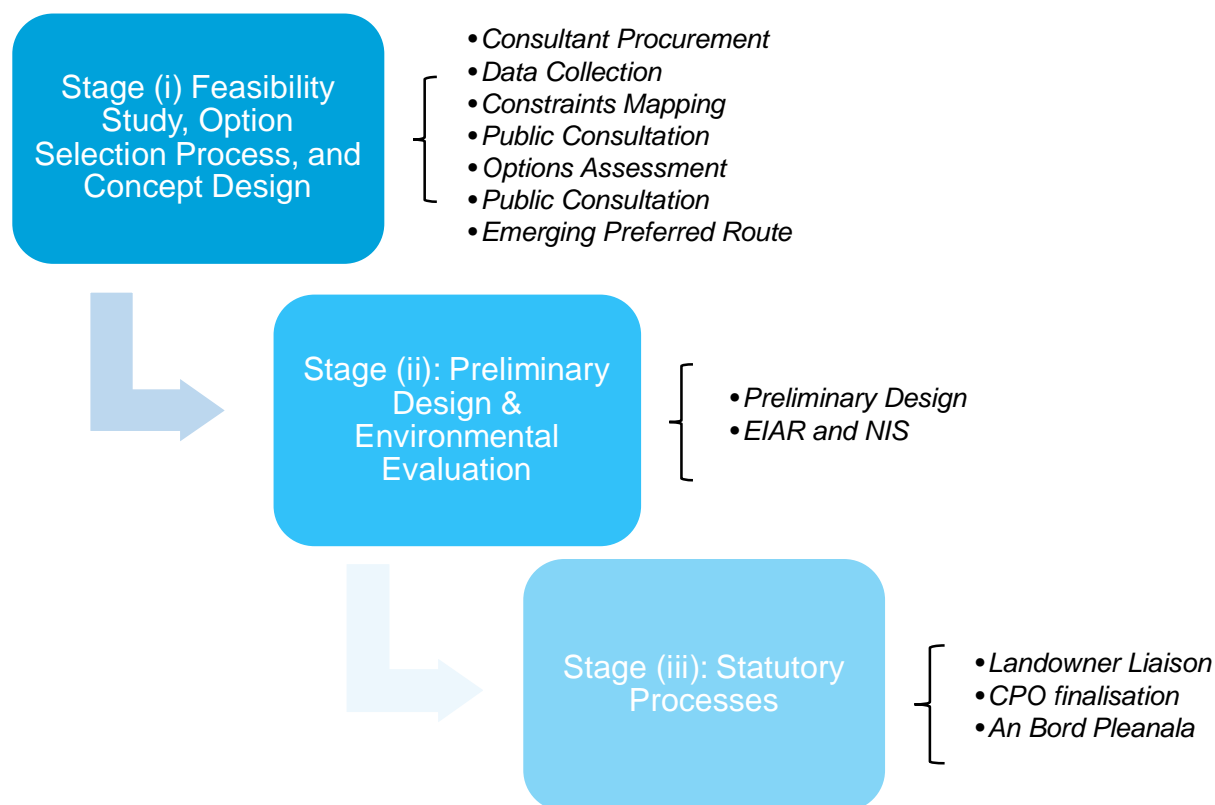 Stage (i) Feasibility
Study, Option
Selection Process, and
Concept Design
•Consultant Procurement
•Data Collection
•Constraints Mapping
•Public Consultation
•Options Assessment
•Public Consultation
•Emerging Preferred Route
Stage (ii): Preliminary
Design &
Environmental
Evaluation
•Preliminary Design
•EIAR and NIS
Stage (iii): Statutory
Processes
•Landowner Liaison
•CPO finalisation
•An Bord Pleanala